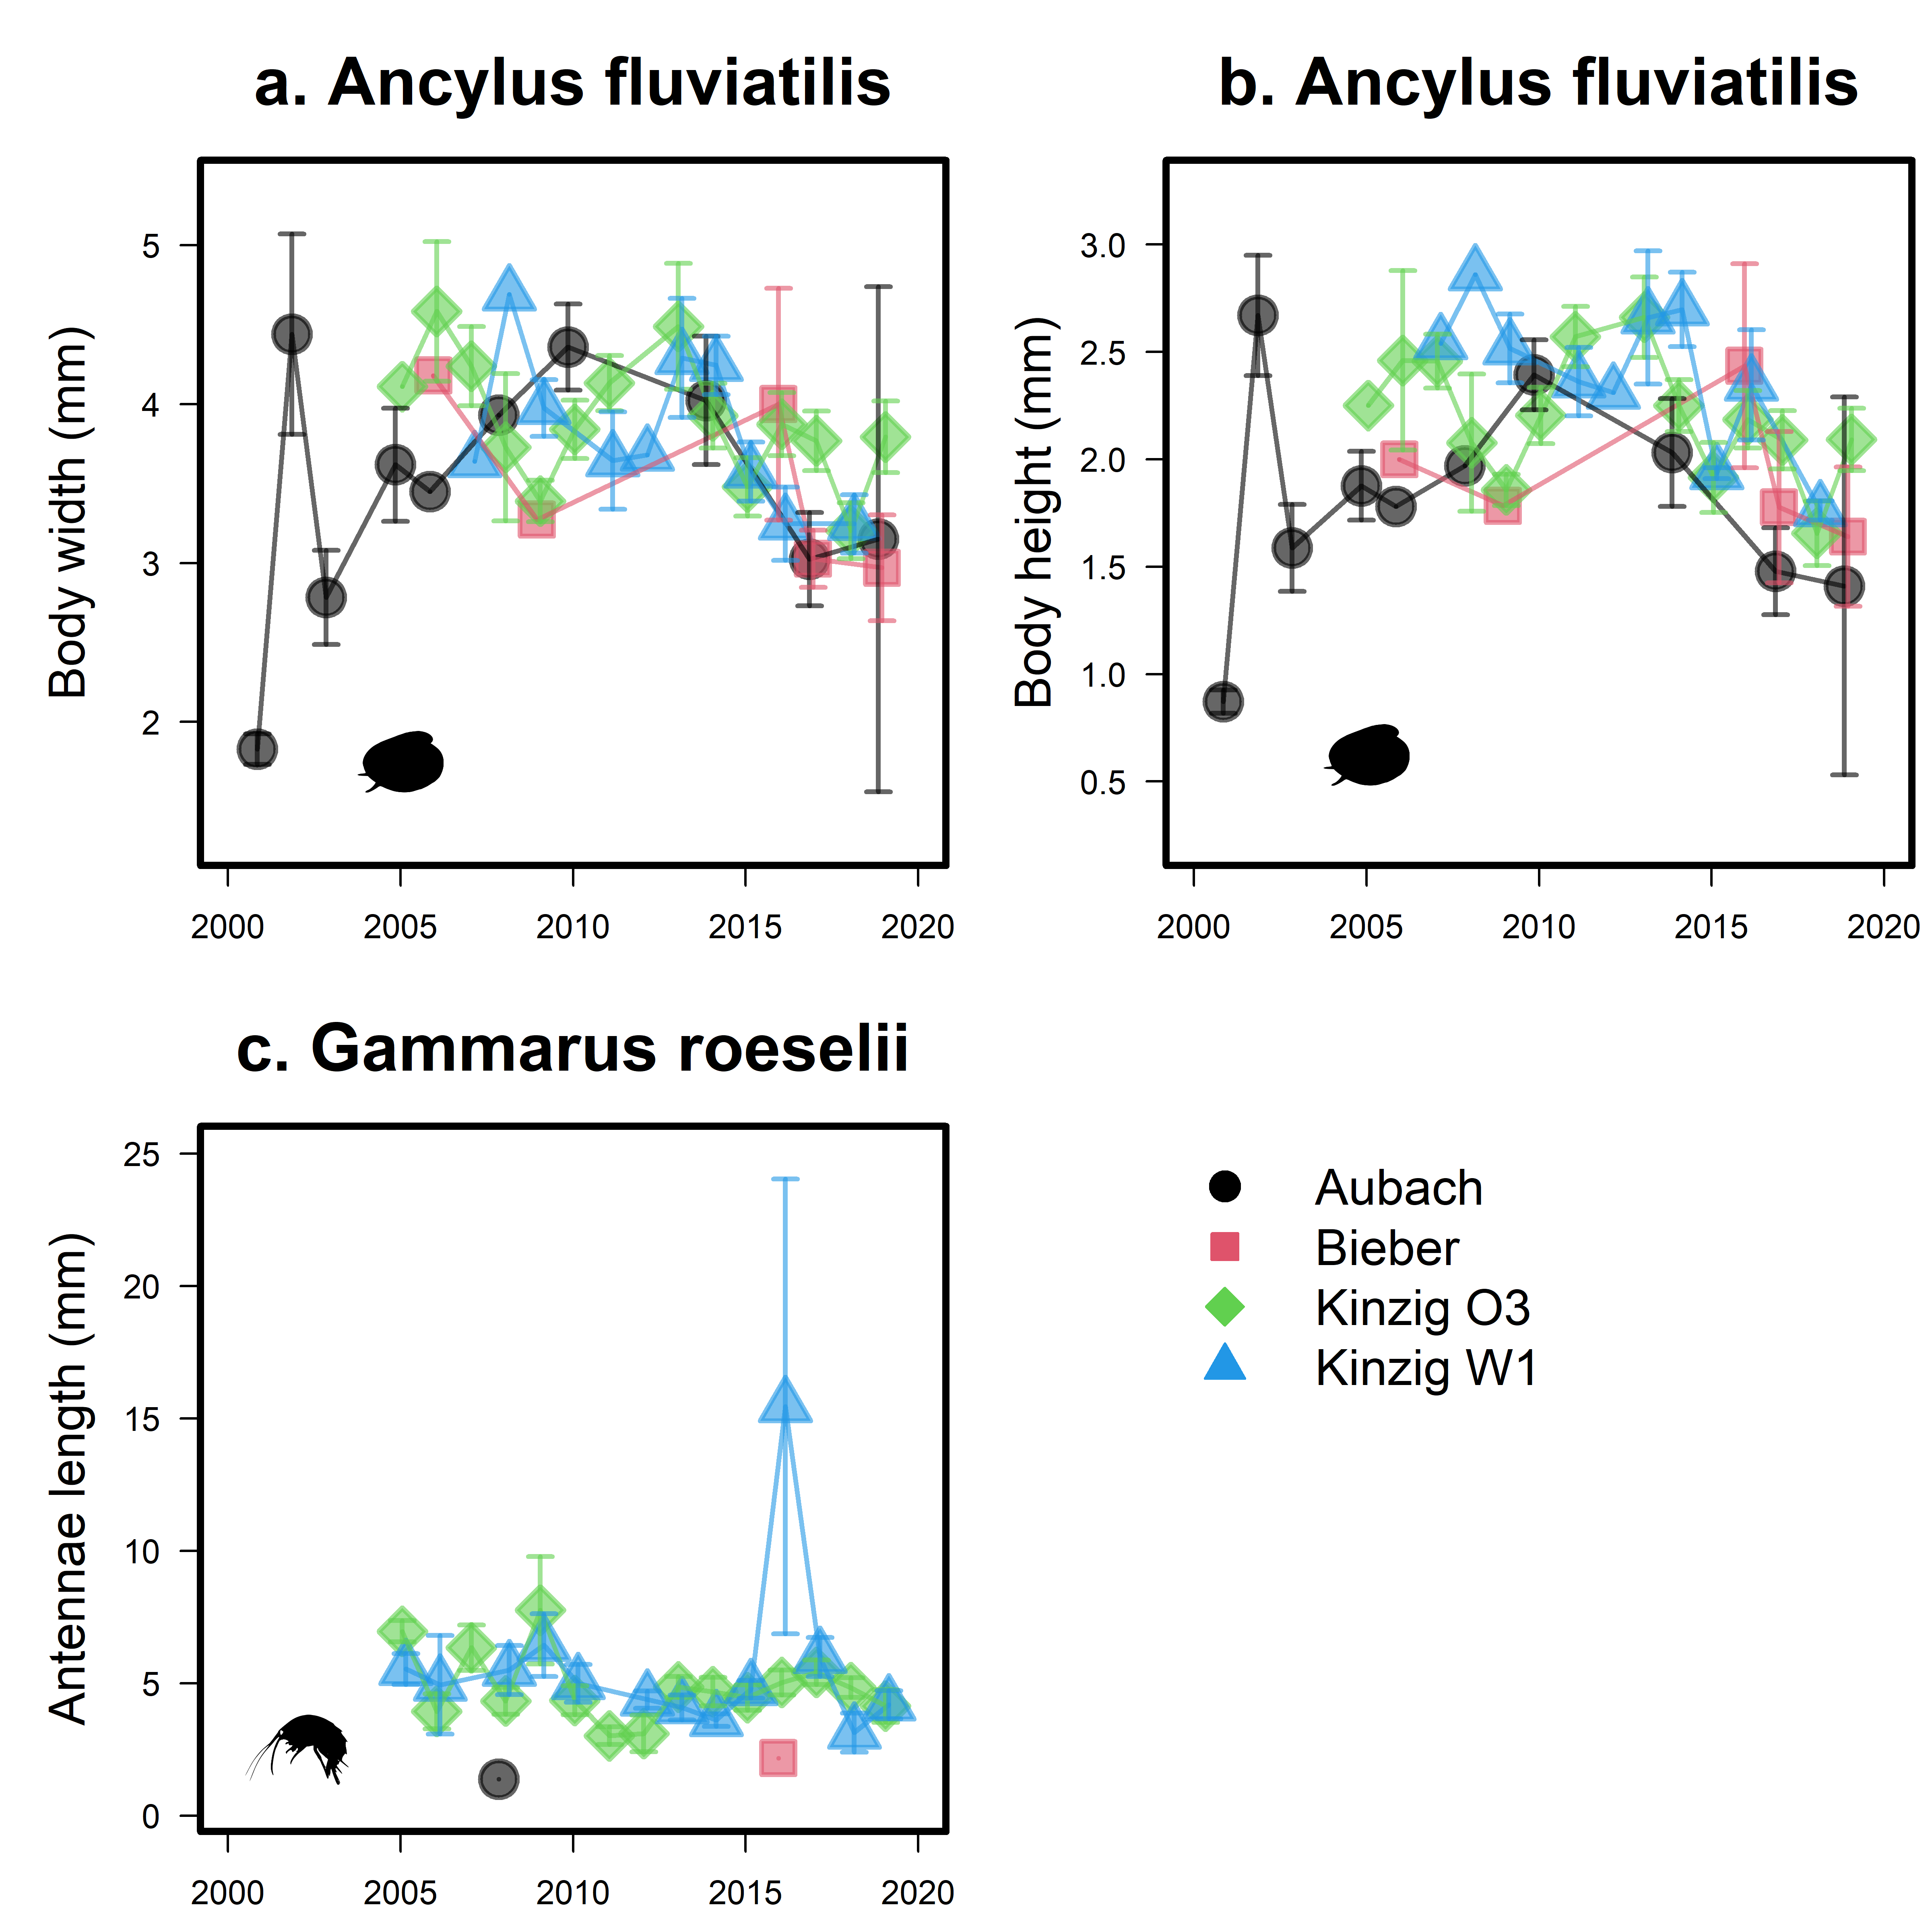 a. Ancylus fluviatilis
Body width (mm)
5
4
3
2
2000 2005 2010 2015 2020
b. Ancylus fluviatilis
Body height (mm)
3.0
2.5
2.0
1.5
1.0
0.5
2000 2005 2010 2015 2020
c. Gammarus roeselii
Antennae length (mm)
25
20
15
10
5
0
2000 2005 2010 2015 2020
Aubach
Bieber
Kinzig O3
Kinzig W1